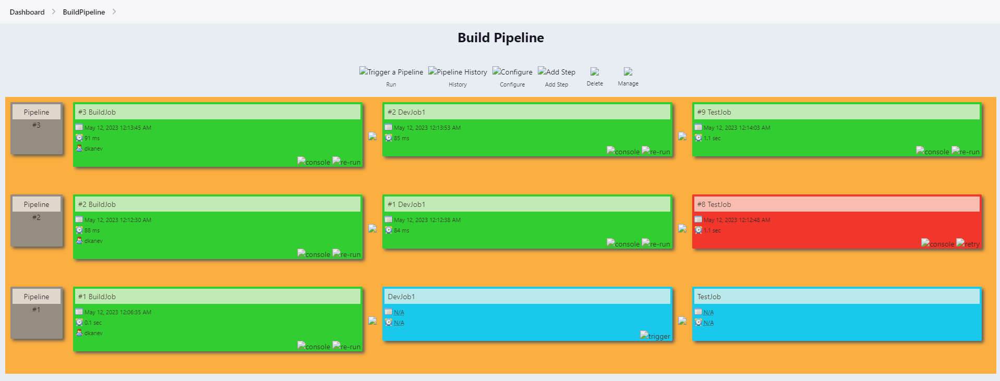 Dashboard BuildPipeline
Build Pipeline
Trigger a Pipeline Pipeline History Configure Add Step
Run History Configure Add Step Delete Manage
Pipeline
#3
#3 BuildJob
May 12, 2023 12:13:45 AM
91 ms
dkanev
console re-run
#2 DevJob1
May 12, 2023 12:13:53 AM
85 ms
console re-run
#9 TestJob
May 12, 2023 12:14:03 AM
1.1 sec
console re-run
Pipeline
#2
#2 BuildJob
May 12, 2023 12:12:30 AM
88 ms
dkanev
console re-run
#1 DevJob1
May 12, 2023 12:12:38 AM
84 ms
console re-run
#8 TestJob
May 12, 2023 12:12:48 AM
1.1 sec
console retry
Pipeline
#1
#1 BuildJob
May 12, 2023 12:06:35 AM
0.1 sec
dkanev
console re-run
DevJob1
N/A
N/A
trigger
TestJob
N/A
N/A